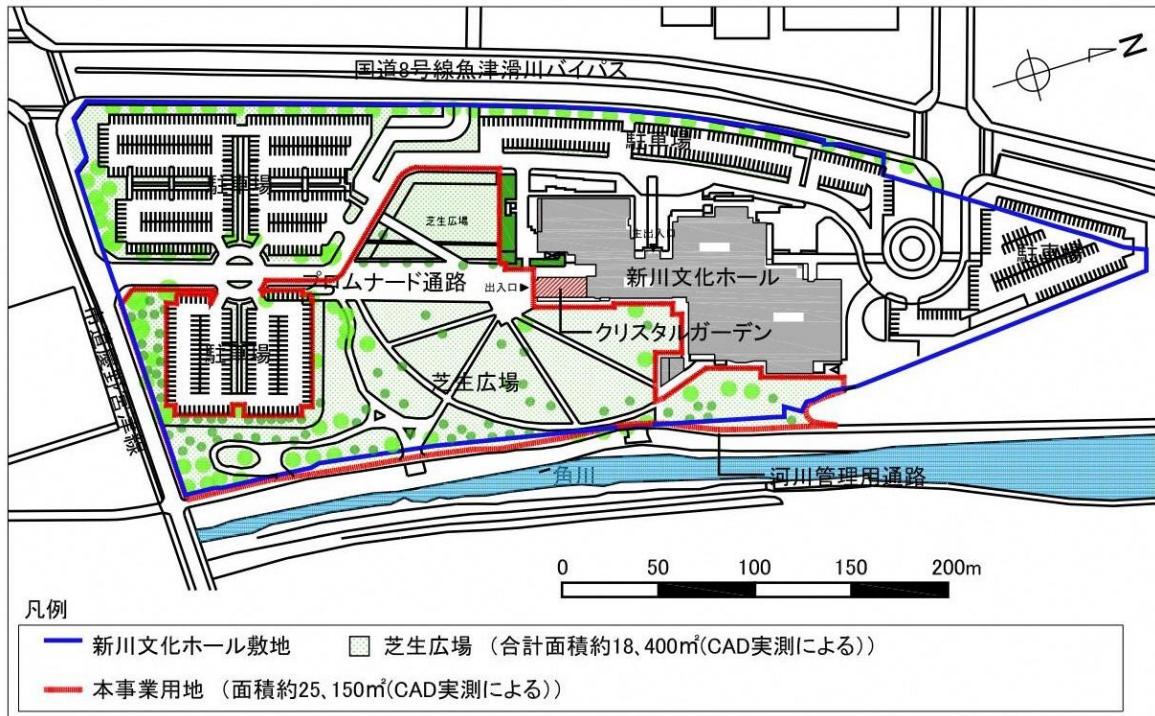 国道8号線魚津滑川バイパス
N
駐車場
駐車場
芝生広場
主出入口
駐車場
プロムナード通路
出入口▶
新川文化ホール
クリスタルガーデン
駐車場
芝生広場
角川
河川管理用通路
0 50 100 150 200m
凡例
新川文化ホール敷地
芝生広場 （合計面積約18,400㎡(CAD実測による)）
本事業用地 （面積約25,150㎡(CAD実測による)）